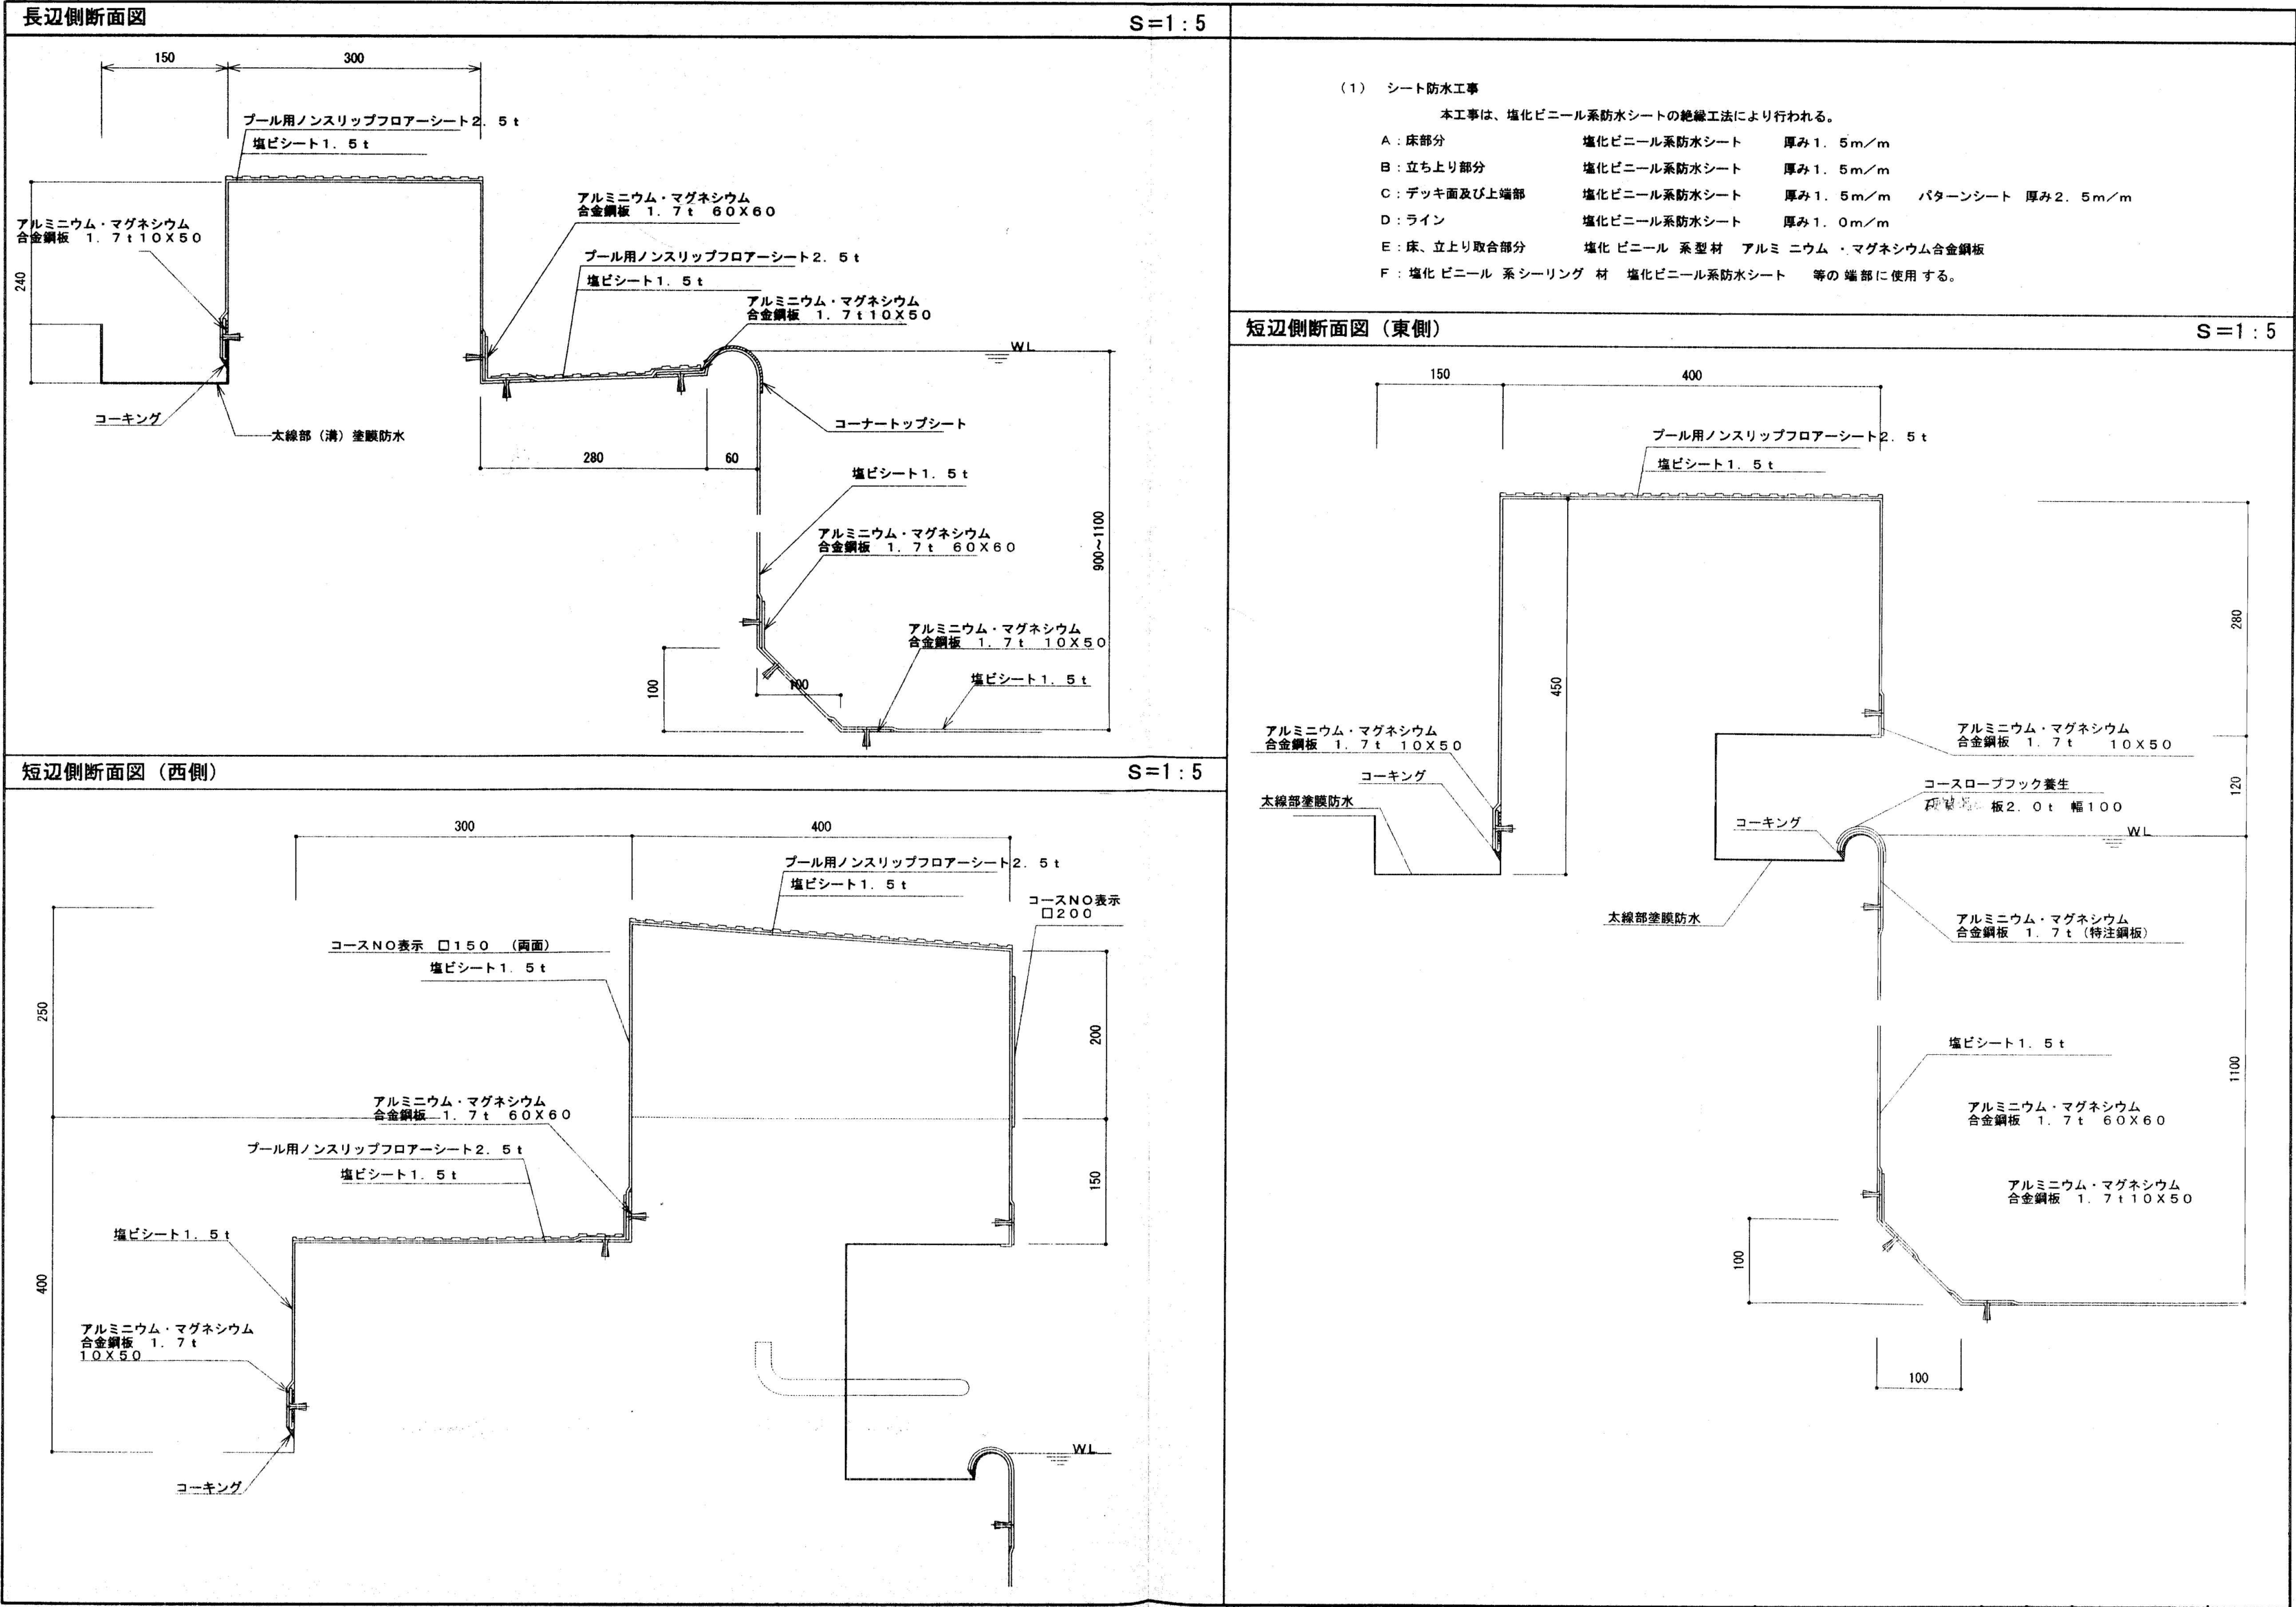 長辺側断面図
S=1:5
150
300
プール用ノンスリップフロアーシート2.5t
塩ビシート1.5t
アルミニウム・マグネシウム
合金鋼板 1.7t10X50
240
コーキング
太線部(溝)塗膜防水
アルミニウム・マグネシウム
合金鋼板 1.7t 60X60
プール用ノンスリップフロアーシート2.5t
塩ビシート1.5t
アルミニウム・マグネシウム
合金鋼板 1.7t10X50
WL
コーナートップシート
280
60
塩ビシート1.5t
アルミニウム・マグネシウム
合金鋼板 1.7t 60X60
900~1100
アルミニウム・マグネシウム
合金鋼板 1.7t 10X50
100
100
塩ビシート1.5t
(1) シート防水工事
本工事は、塩化ビニール系防水シートの絶縁工法により行われる。
A:床部分 塩化ビニール系防水シート 厚み1.5m/m
B:立ち上り部分 塩化ビニール系防水シート 厚み1.5m/m
C:デッキ面及び上端部 塩化ビニール系防水シート 厚み1.5m/m パターンシート 厚み2.5m/m
D:ライン 塩化ビニール系防水シート 厚み1.0m/m
E:床、立上り取合部分 塩化ビニール系型材 アルミニウム・マグネシウム合金鋼板
F:塩化ビニール系シーリング材 塩化ビニール系防水シート 等の端部に使用する。
短辺側断面図(東側)
S=1:5
150
400
プール用ノンスリップフロアーシート2.5t
塩ビシート1.5t
450
280
アルミニウム・マグネシウム
合金鋼板 1.7t 10X50
コーキング
太線部塗膜防水
アルミニウム・マグネシウム
合金鋼板 1.7t 10X50
コースロープフック養生
板2.0t 幅100
120
コーキング
WL
太線部塗膜防水
アルミニウム・マグネシウム
合金鋼板 1.7t(特注鋼板)
塩ビシート1.5t
1100
アルミニウム・マグネシウム
合金鋼板 1.7t 60X60
アルミニウム・マグネシウム
合金鋼板 1.7t10X50
100
100
短辺側断面図(西側)
S=1:5
300
400
プール用ノンスリップフロアーシート2.5t
塩ビシート1.5t
コースNO表示
□200
コースNO表示 □150 (両面)
塩ビシート1.5t
250
200
アルミニウム・マグネシウム
合金鋼板 1.7t 60X60
プール用ノンスリップフロアーシート2.5t
塩ビシート1.5t
150
塩ビシート1.5t
400
アルミニウム・マグネシウム
合金鋼板 1.7t
10X50
コーキング
WL